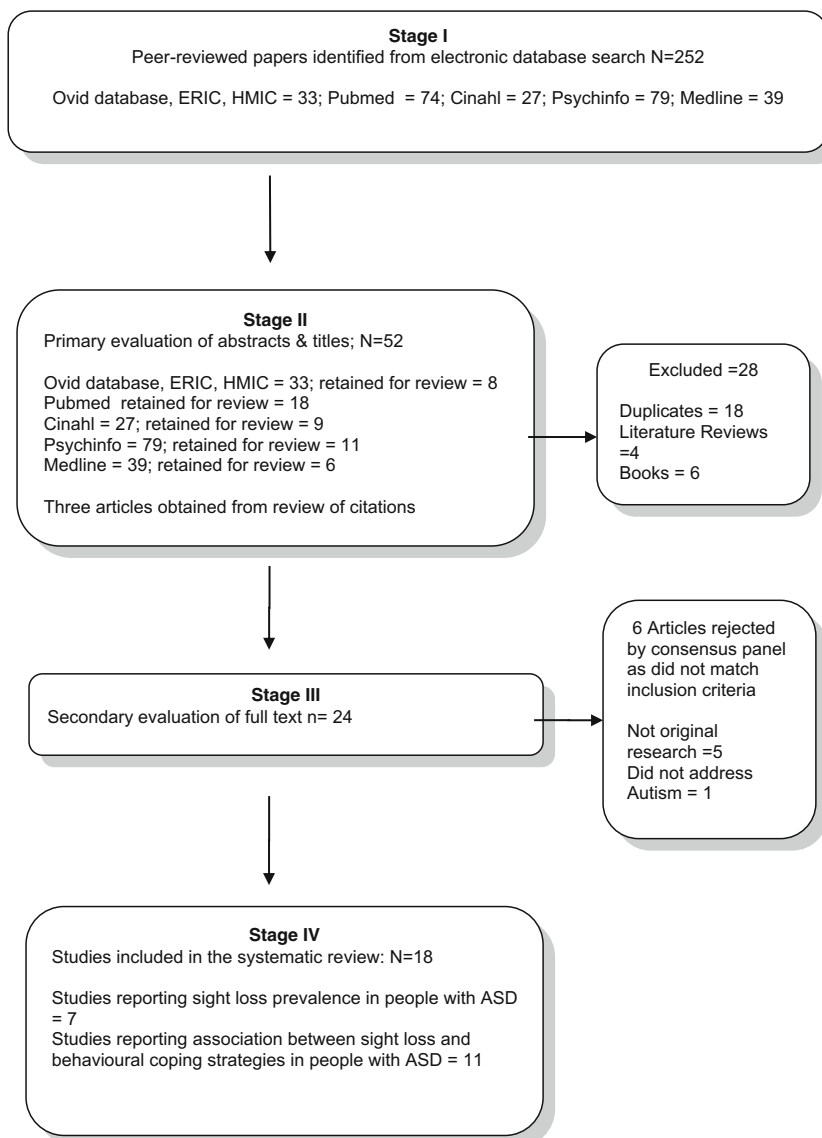 Stage I
Peer-reviewed papers identified from electronic database search N=252
Ovid database, ERIC, HMIC = 33; Pubmed = 74; Cinahl = 27; Psychinfo = 79; Medline = 39
Stage II
Primary evaluation of abstracts & titles; N=52
Ovid database, ERIC, HMIC = 33; retained for review = 8
Pubmed retained for review = 18
Cinahl = 27; retained for review = 9
Psychinfo = 79; retained for review = 11
Medline = 39; retained for review = 6
Three articles obtained from review of citations
Excluded =28
Duplicates = 18
Literature Reviews
=4
Books = 6
Stage III
Secondary evaluation of full text n= 24
6 Articles rejected
by consensus panel
as did not match
inclusion criteria
Not original
research =5
Did not address
Autism = 1
Stage IV
Studies included in the systematic review: N=18
Studies reporting sight loss prevalence in people with ASD
= 7
Studies reporting association between sight loss and
behavioural coping strategies in people with ASD = 11